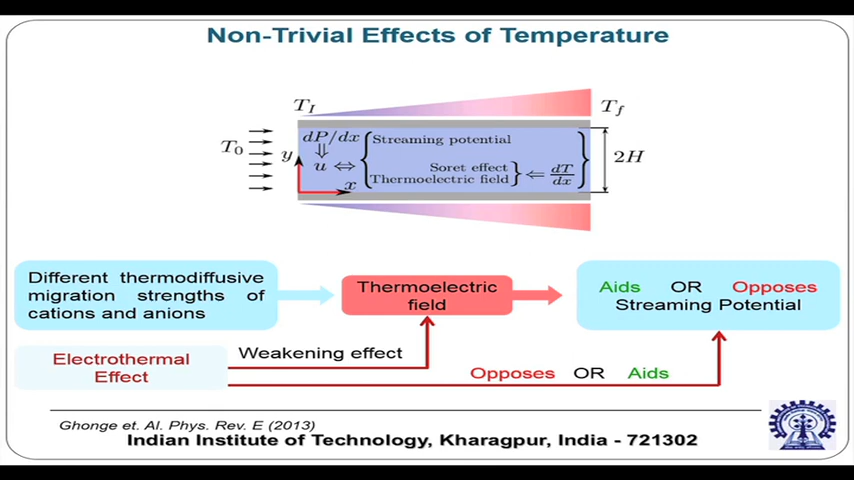 Non-Trivial Effects of Temperature
T_I
T_f
T_0
dP/dx
⇓
u ⇔
Streaming potential
Soret effect
Thermoelectric field
⇐ dT/dx
y
x
2H
Different thermodiffusive
migration strengths of
cations and anions
Thermoelectric
field
Aids OR Opposes
Streaming Potential
Electrothermal
Effect
Weakening effect
Opposes OR Aids
Ghonge et. Al. Phys. Rev. E (2013)
Indian Institute of Technology, Kharagpur, India - 721302